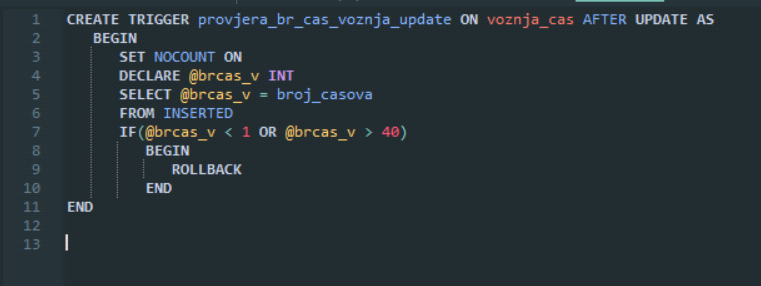 1 CREATE TRIGGER provjera_br_cas_voznja_update ON voznja_cas AFTER UPDATE AS
2 BEGIN
3 SET NOCOUNT ON
4 DECLARE @brcas_v INT
5 SELECT @brcas_v = broj_casova
6 FROM INSERTED
7 IF(@brcas_v < 1 OR @brcas_v > 40)
8 BEGIN
9 ROLLBACK
10 END
11 END
12
13